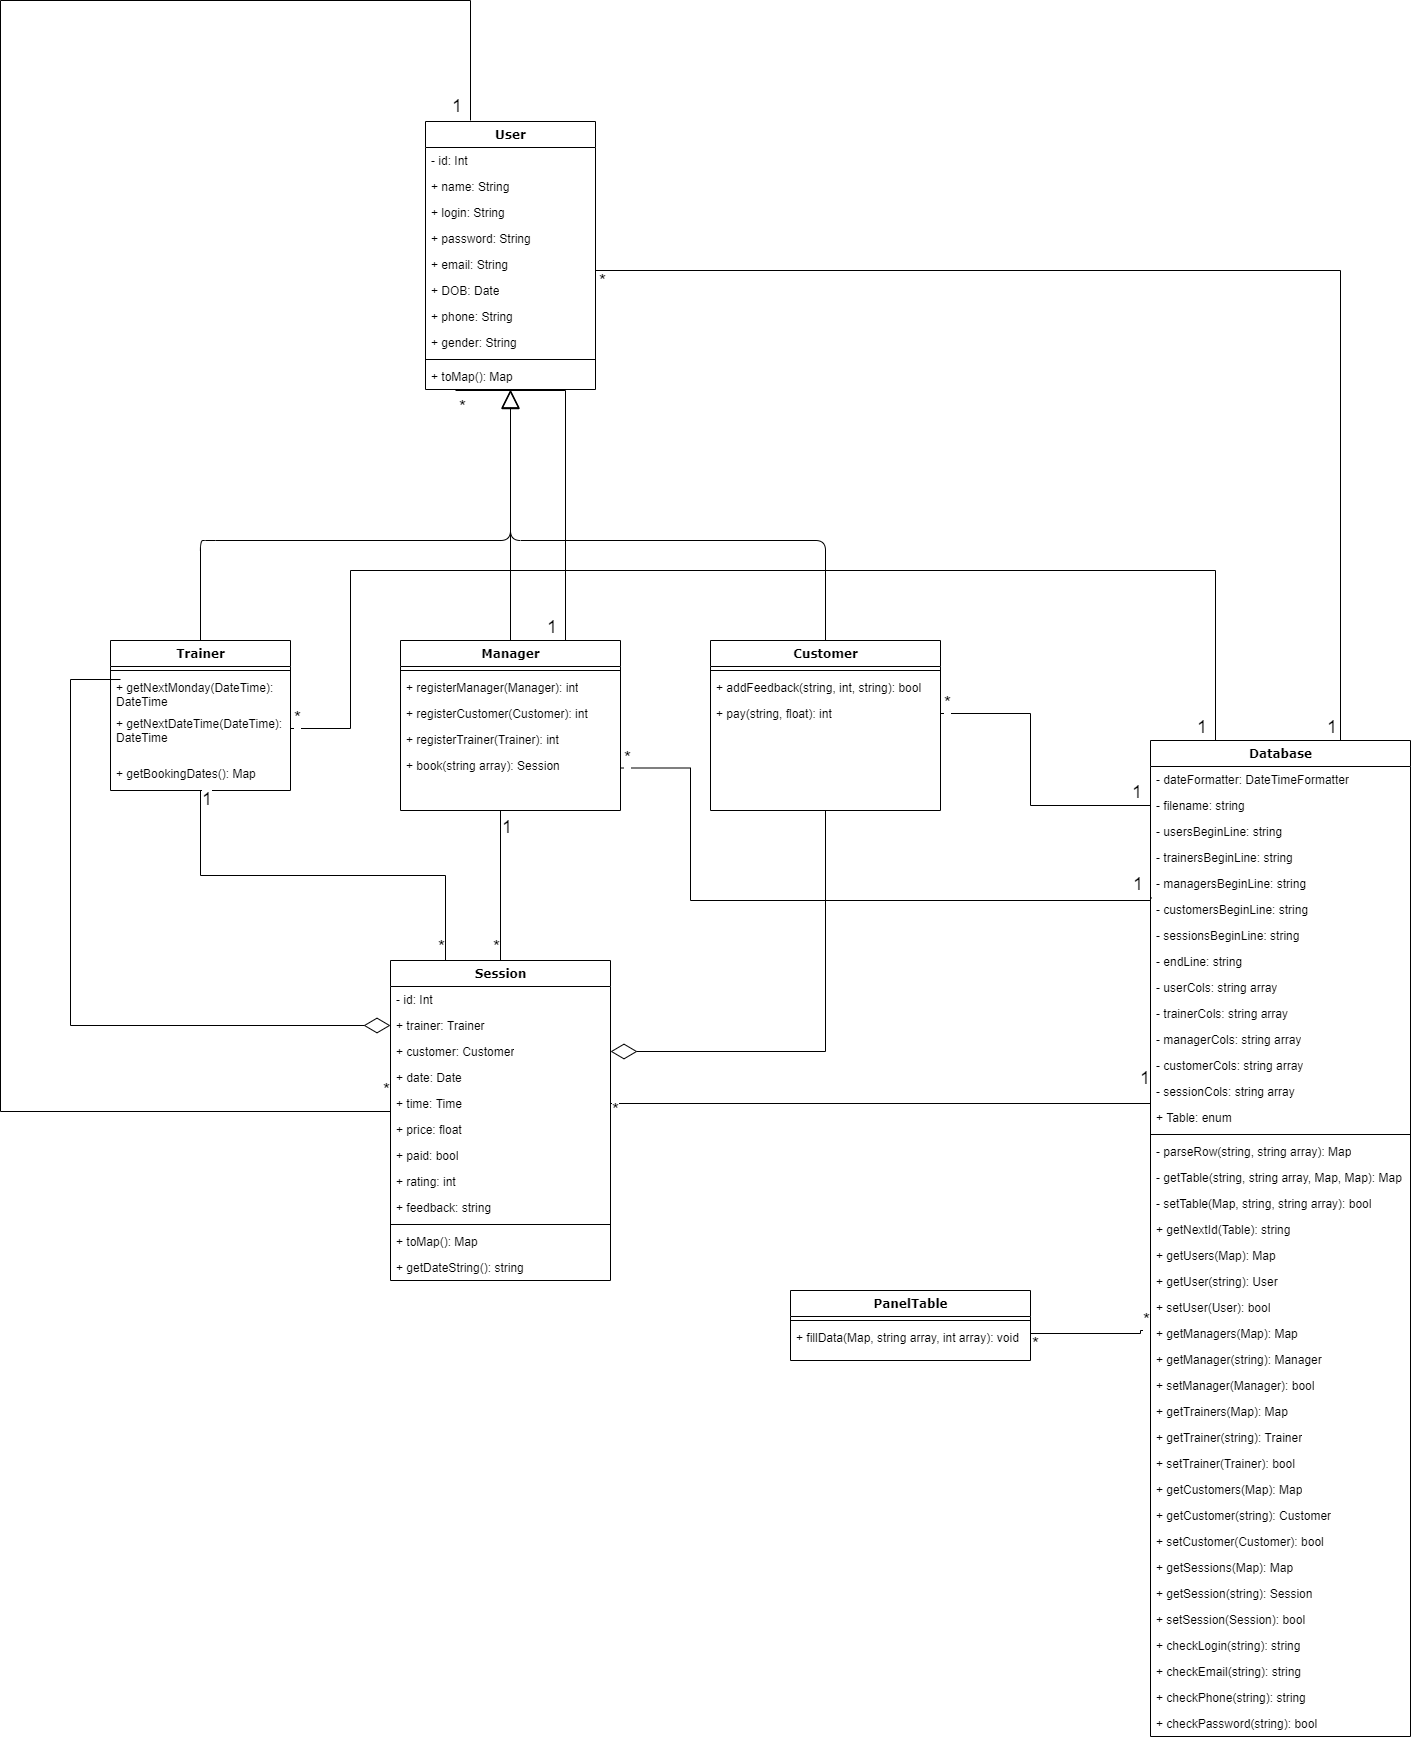 1
User
- id: Int
+ name: String
+ login: String
+ password: String
+ email: String
+ DOB: Date
+ phone: String
+ gender: String
+ toMap(): Map
*
*
1
Trainer
+ getNextMonday(DateTime):
DateTime
+ getNextDateTime(DateTime):
DateTime
+ getBookingDates(): Map
*
1
Manager
+ registerManager(Manager): int
+ registerCustomer(Customer): int
+ registerTrainer(Trainer): int
+ book(string array): Session
*
1
Customer
+ addFeedback(string, int, string): bool
+ pay(string, float): int
*
1
1
1
1
1
*
*
*
*
Session
- id: Int
+ trainer: Trainer
+ customer: Customer
+ date: Date
+ time: Time
+ price: float
+ paid: bool
+ rating: int
+ feedback: string
+ toMap(): Map
+ getDateString(): string
PanelTable
+ fillData(Map, string array, int array): void
*
*
Database
- dateFormatter: DateTimeFormatter
- filename: string
- usersBeginLine: string
- trainersBeginLine: string
- managersBeginLine: string
- customersBeginLine: string
- sessionsBeginLine: string
- endLine: string
- userCols: string array
- trainerCols: string array
- managerCols: string array
- customerCols: string array
- sessionCols: string array
+ Table: enum
- parseRow(string, string array): Map
- getTable(string, string array, Map, Map): Map
- setTable(Map, string, string array): bool
+ getNextId(Table): string
+ getUsers(Map): Map
+ getUser(string): User
+ setUser(User): bool
+ getManagers(Map): Map
+ getManager(string): Manager
+ setManager(Manager): bool
+ getTrainers(Map): Map
+ getTrainer(string): Trainer
+ setTrainer(Trainer): bool
+ getCustomers(Map): Map
+ getCustomer(string): Customer
+ setCustomer(Customer): bool
+ getSessions(Map): Map
+ getSession(string): Session
+ setSession(Session): bool
+ checkLogin(string): string
+ checkEmail(string): string
+ checkPhone(string): string
+ checkPassword(string): bool